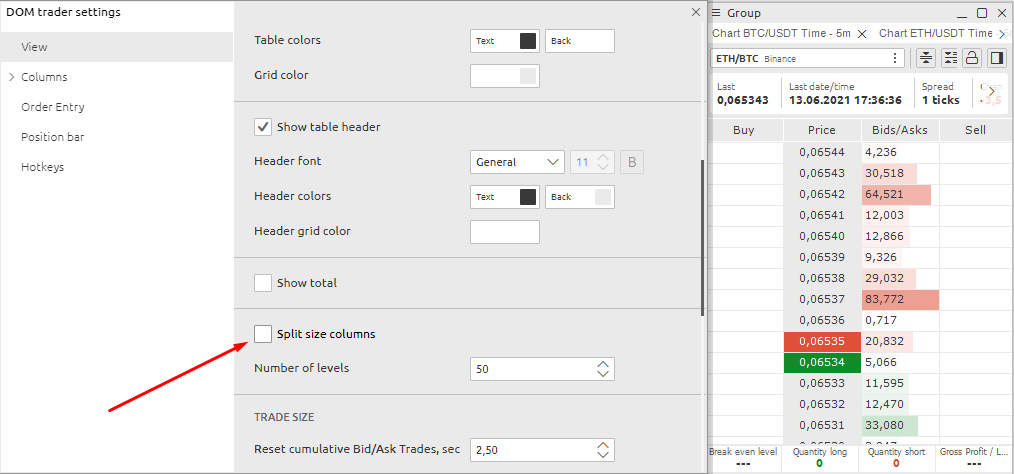 DOM trader settings
View
Columns
Order Entry
Position bar
Hotkeys
Table colors Text Back
Grid color
Show table header
Header font General 11 B
Header colors Text Back
Header grid color
Show total
Split size columns
Number of levels 50
TRADE SIZE
Reset cumulative Bid/Ask Trades, sec 2,50
Group
Chart BTC/USDT Time - 5m Chart ETH/USDT Time
ETH/BTC Binance
Last Last date/time Spread
0,065343 13.06.2021 17:36:36 1 ticks
Buy Price Bids/Asks Sell
0,06544 4,236
0,06543 30,518
0,06542 64,521
0,06541 12,003
0,06540 12,866
0,06539 9,326
0,06538 29,032
0,06537 83,772
0,06536 0,717
0,06535 20,832
0,06534 5,066
0,06533 11,595
0,06532 12,470
0,06531 33,080
Break even level Quantity long Quantity short Gross Profit / L...
--- 0 0 ---